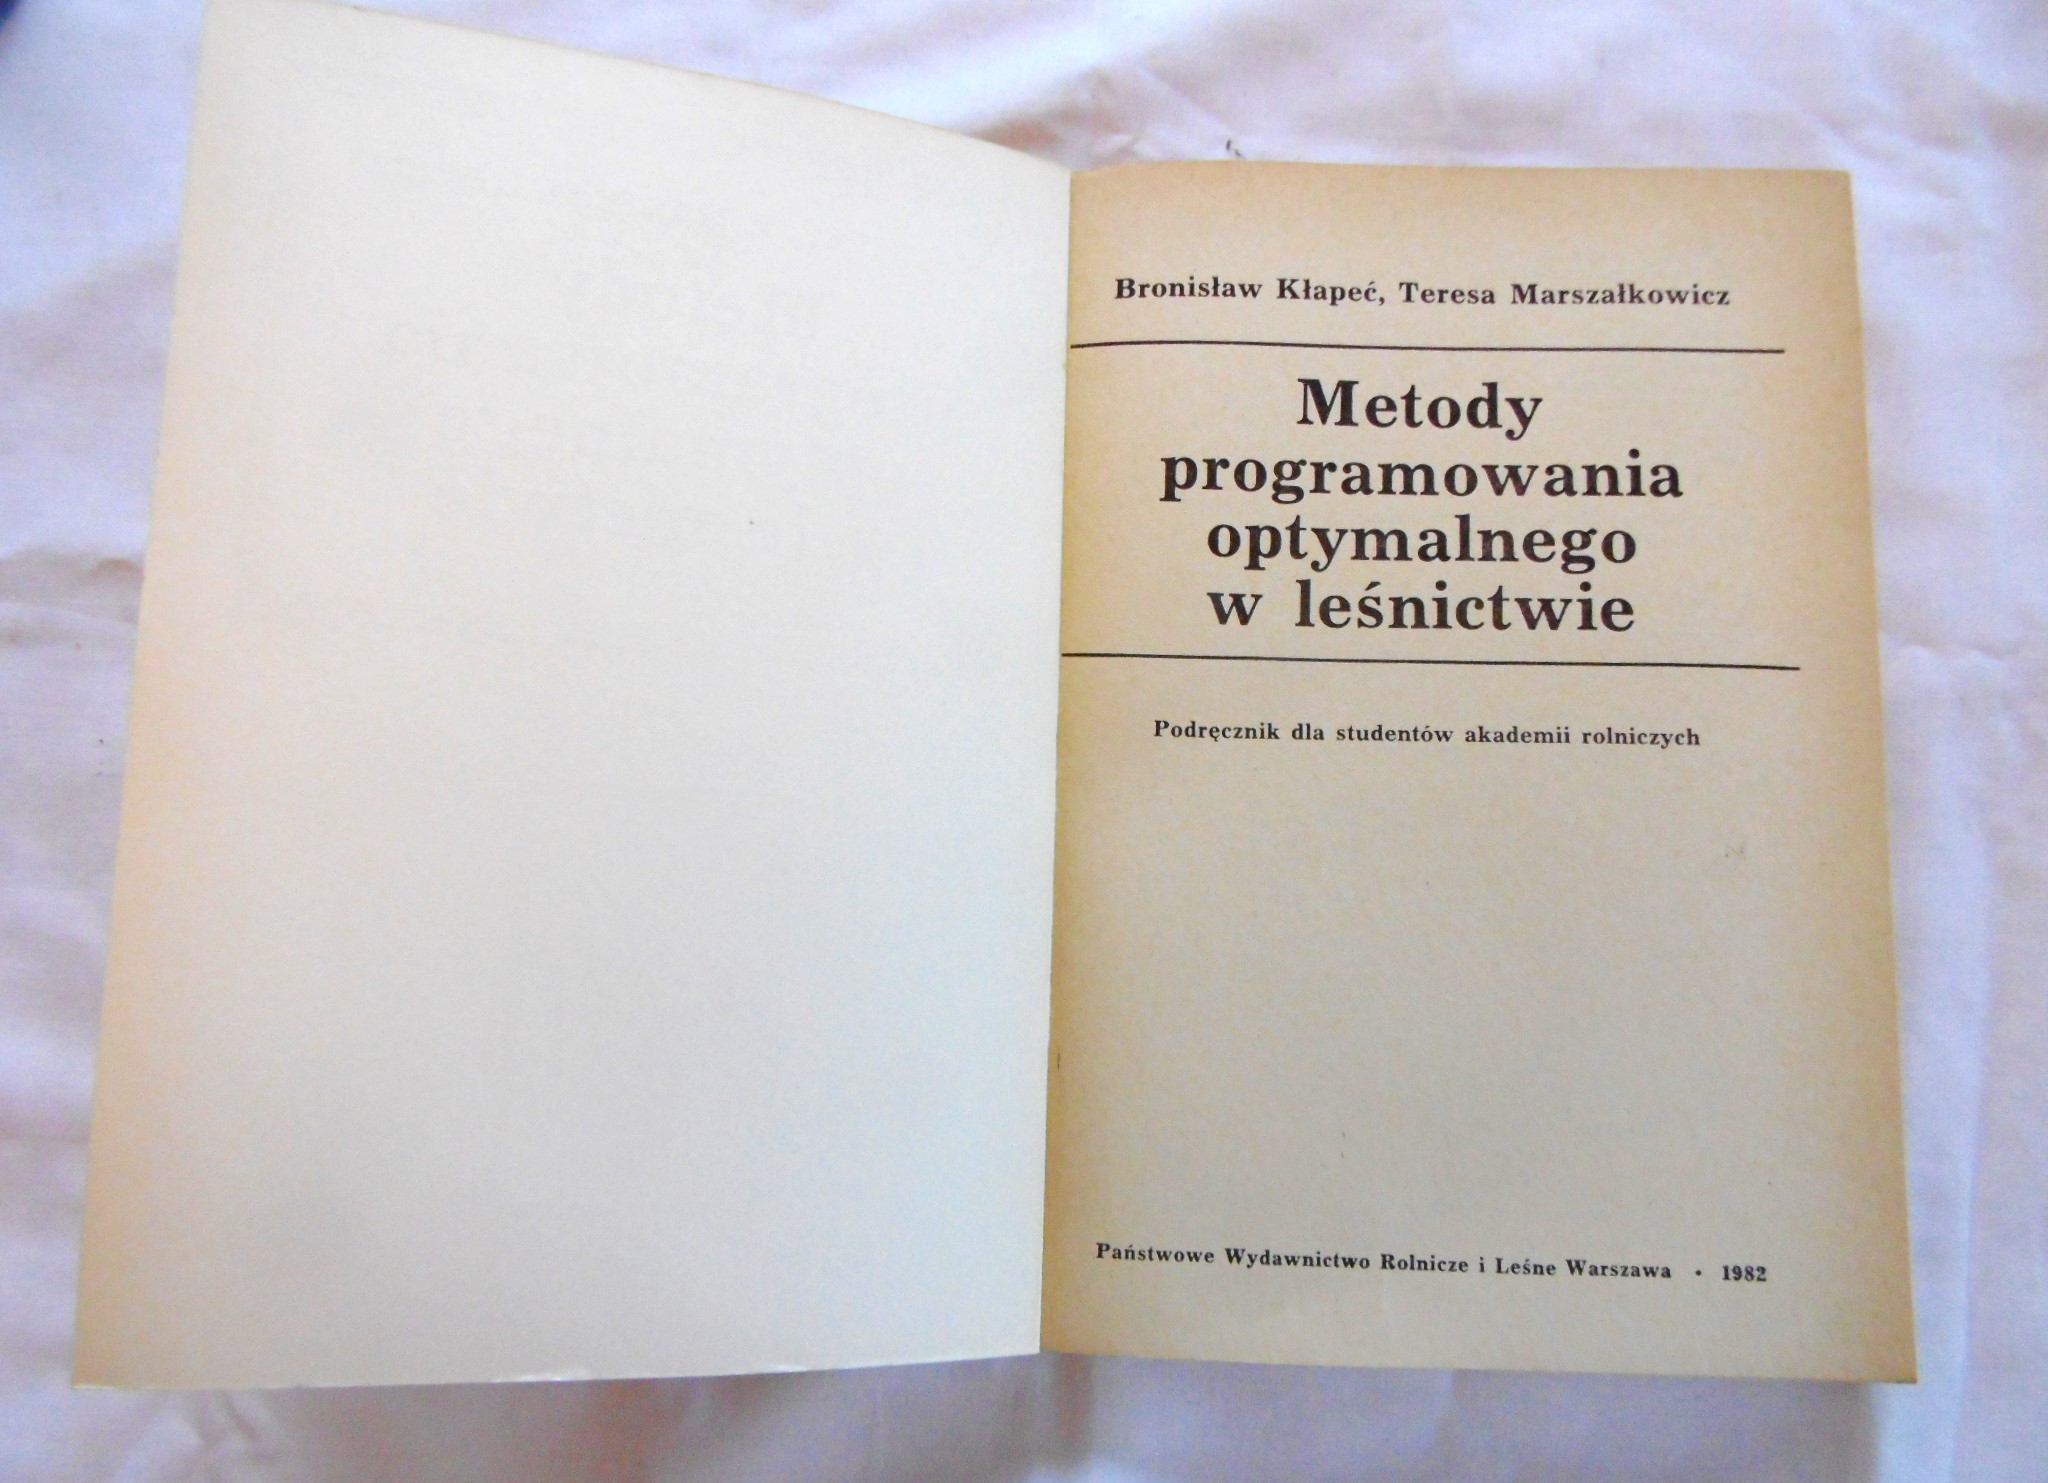 Bronisław Kłapeć, Teresa Marszałkowicz
Metody
programowania
optymalnego
w leśnictwie
Podręcznik dla studentów akademii rolniczych
Państwowe Wydawnictwo Rolnicze i Leśne Warszawa • 1982